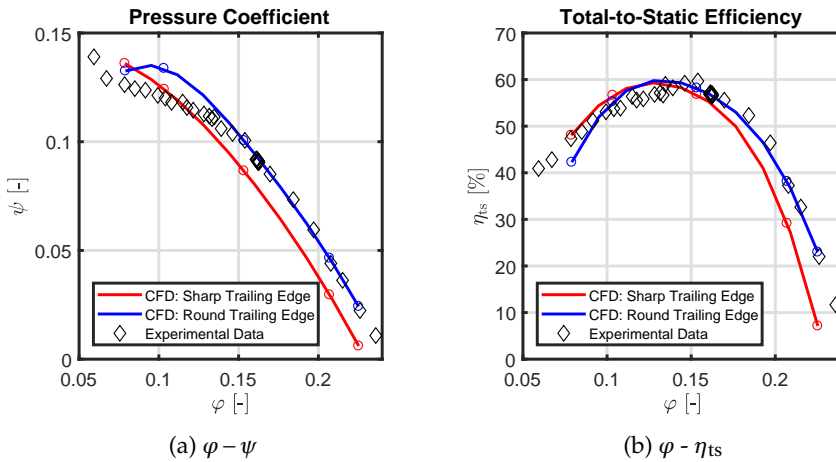 Pressure Coefficient
0.15
0.1
0.05
0
ψ [-]
CFD: Sharp Trailing Edge
CFD: Round Trailing Edge
Experimental Data
0.05 0.1 0.15 0.2
φ [-]
(a) φ – ψ
Total-to-Static Efficiency
70
60
50
40
30
20
10
0
ηts [%]
CFD: Sharp Trailing Edge
CFD: Round Trailing Edge
Experimental Data
0.05 0.1 0.15 0.2
φ [-]
(b) φ - ηts